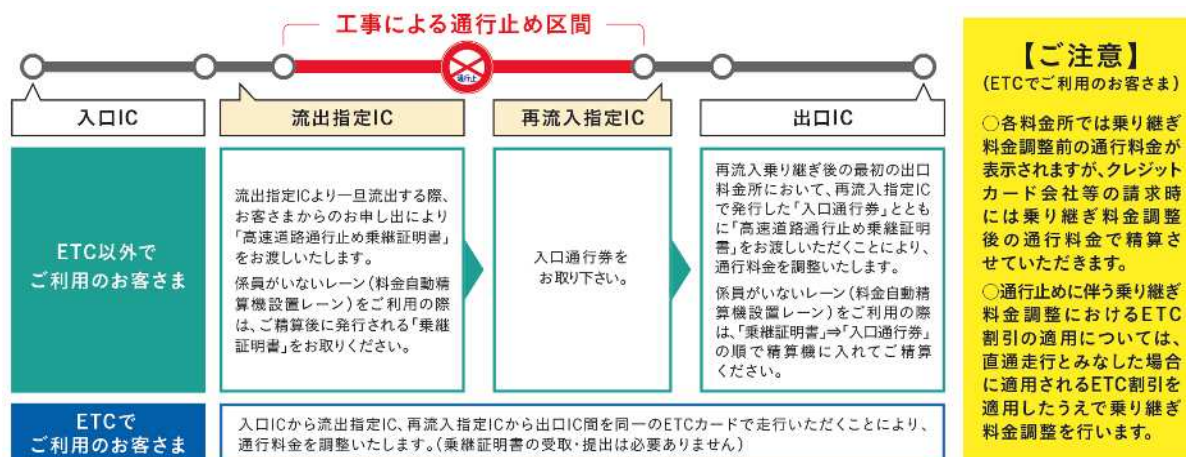 工事による通行止め区間
通行止
入口IC
流出指定IC
再流入指定IC
出口IC
ETC以外で
ご利用のお客さま
流出指定ICより一旦流出する際、
お客さまからのお申し出により
「高速道路通行止め乗継証明書」
をお渡しいたします。
係員がいないレーン(料金自動精
算機設置レーン)をご利用の際
は、ご精算後に発行される「乗継
証明書」をお取りください。
入口通行券を
お取り下さい。
再流入乗り継ぎ後の最初の出口
料金所において、再流入指定IC
で発行した「入口通行券」ととも
に「高速道路通行止め乗継証明
書」をお渡しいただくことにより、
通行料金を調整いたします。
係員がいないレーン(料金自動精
算機設置レーン)をご利用の際
は、「乗継証明書」⇒「入口通行券」
の順で精算機に入れてご精算
ください。
ETCで
ご利用のお客さま
入口ICから流出指定IC、再流入指定ICから出口IC間を同一のETCカードで走行いただくことにより、
通行料金を調整いたします。(乗継証明書の受取・提出は必要ありません)
【ご注意】
(ETCでご利用のお客さま)
○各料金所では乗り継ぎ
料金調整前の通行料金が
表示されますが、クレジット
カード会社等の請求時
には乗り継ぎ料金調整
後の通行料金で精算さ
せていただきます。
○通行止めに伴う乗り継ぎ
料金調整におけるETC
割引の適用については、
直通走行とみなした場合
に適用されるETC割引を
適用したうえで乗り継ぎ
料金調整を行います。